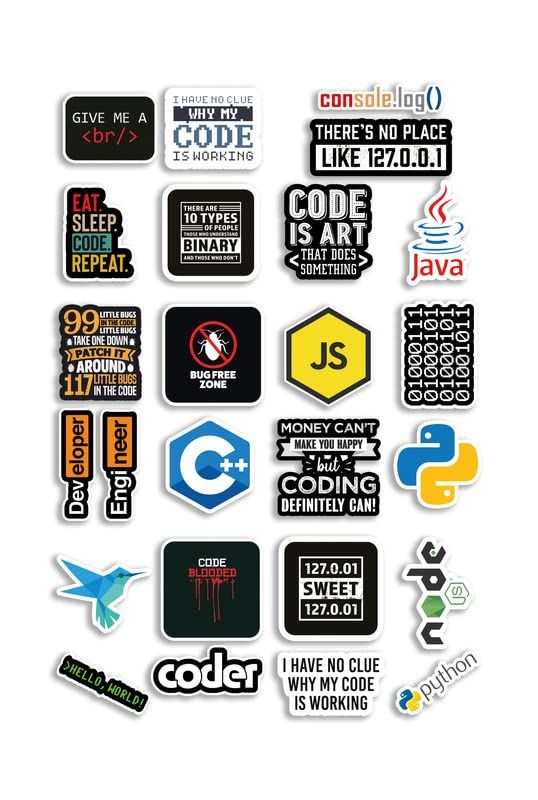 GIVE ME A
<br/>
I HAVE NO CLUE
WHY MY
CODE
IS WORKING
console.log()
THERE'S NO PLACE
LIKE 127.0.0.1
EAT.
SLEEP.
CODE.
REPEAT.
THERE ARE
10 TYPES
OF PEOPLE
THOSE WHO UNDERSTAND
BINARY
AND THOSE WHO DON'T
CODE
IS ART
THAT DOES
<SOMETHING>
Java
99 LITTLE BUGS
IN THE CODE,
LITTLE BUGS
TAKE ONE DOWN
PATCH IT
AROUND
117 LITTLE BUGS
IN THE CODE
BUG FREE
ZONE
JS
Developer
Engineer
C++
MONEY CAN'T
MAKE YOU HAPPY
but
CODING
DEFINITELY CAN!
CODE
BLOODED
127.0.01
SWEET
127.0.01
node
JS
>HELLO, WORLD!
coder
I HAVE NO CLUE
WHY MY CODE
IS WORKING
python